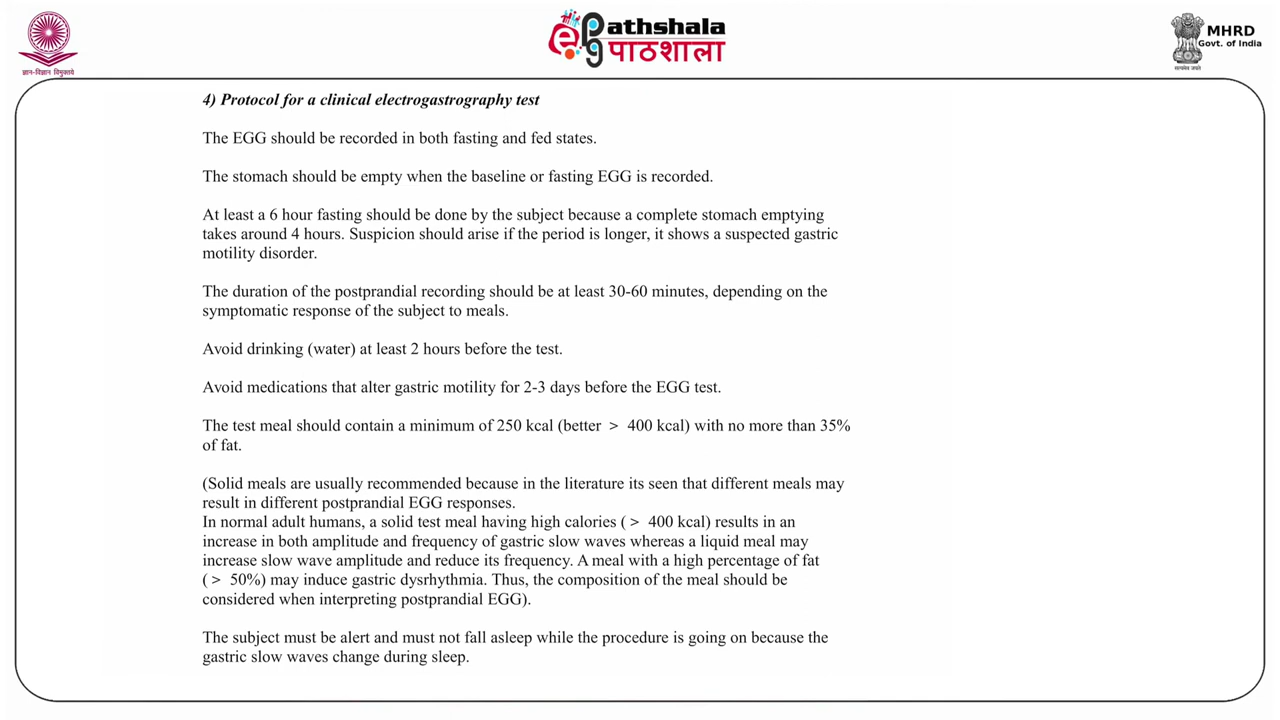 ज्ञान-विज्ञान विमुक्तये
ePG Pathshala
पाठशाला
MHRD
Govt. of India
सत्यमेव जयते
4) Protocol for a clinical electrogastrography test
The EGG should be recorded in both fasting and fed states.
The stomach should be empty when the baseline or fasting EGG is recorded.
At least a 6 hour fasting should be done by the subject because a complete stomach emptying
takes around 4 hours. Suspicion should arise if the period is longer, it shows a suspected gastric
motility disorder.
The duration of the postprandial recording should be at least 30-60 minutes, depending on the
symptomatic response of the subject to meals.
Avoid drinking (water) at least 2 hours before the test.
Avoid medications that alter gastric motility for 2-3 days before the EGG test.
The test meal should contain a minimum of 250 kcal (better > 400 kcal) with no more than 35%
of fat.
(Solid meals are usually recommended because in the literature its seen that different meals may
result in different postprandial EGG responses.
In normal adult humans, a solid test meal having high calories ( > 400 kcal) results in an
increase in both amplitude and frequency of gastric slow waves whereas a liquid meal may
increase slow wave amplitude and reduce its frequency. A meal with a high percentage of fat
( > 50%) may induce gastric dysrhythmia. Thus, the composition of the meal should be
considered when interpreting postprandial EGG).
The subject must be alert and must not fall asleep while the procedure is going on because the
gastric slow waves change during sleep.